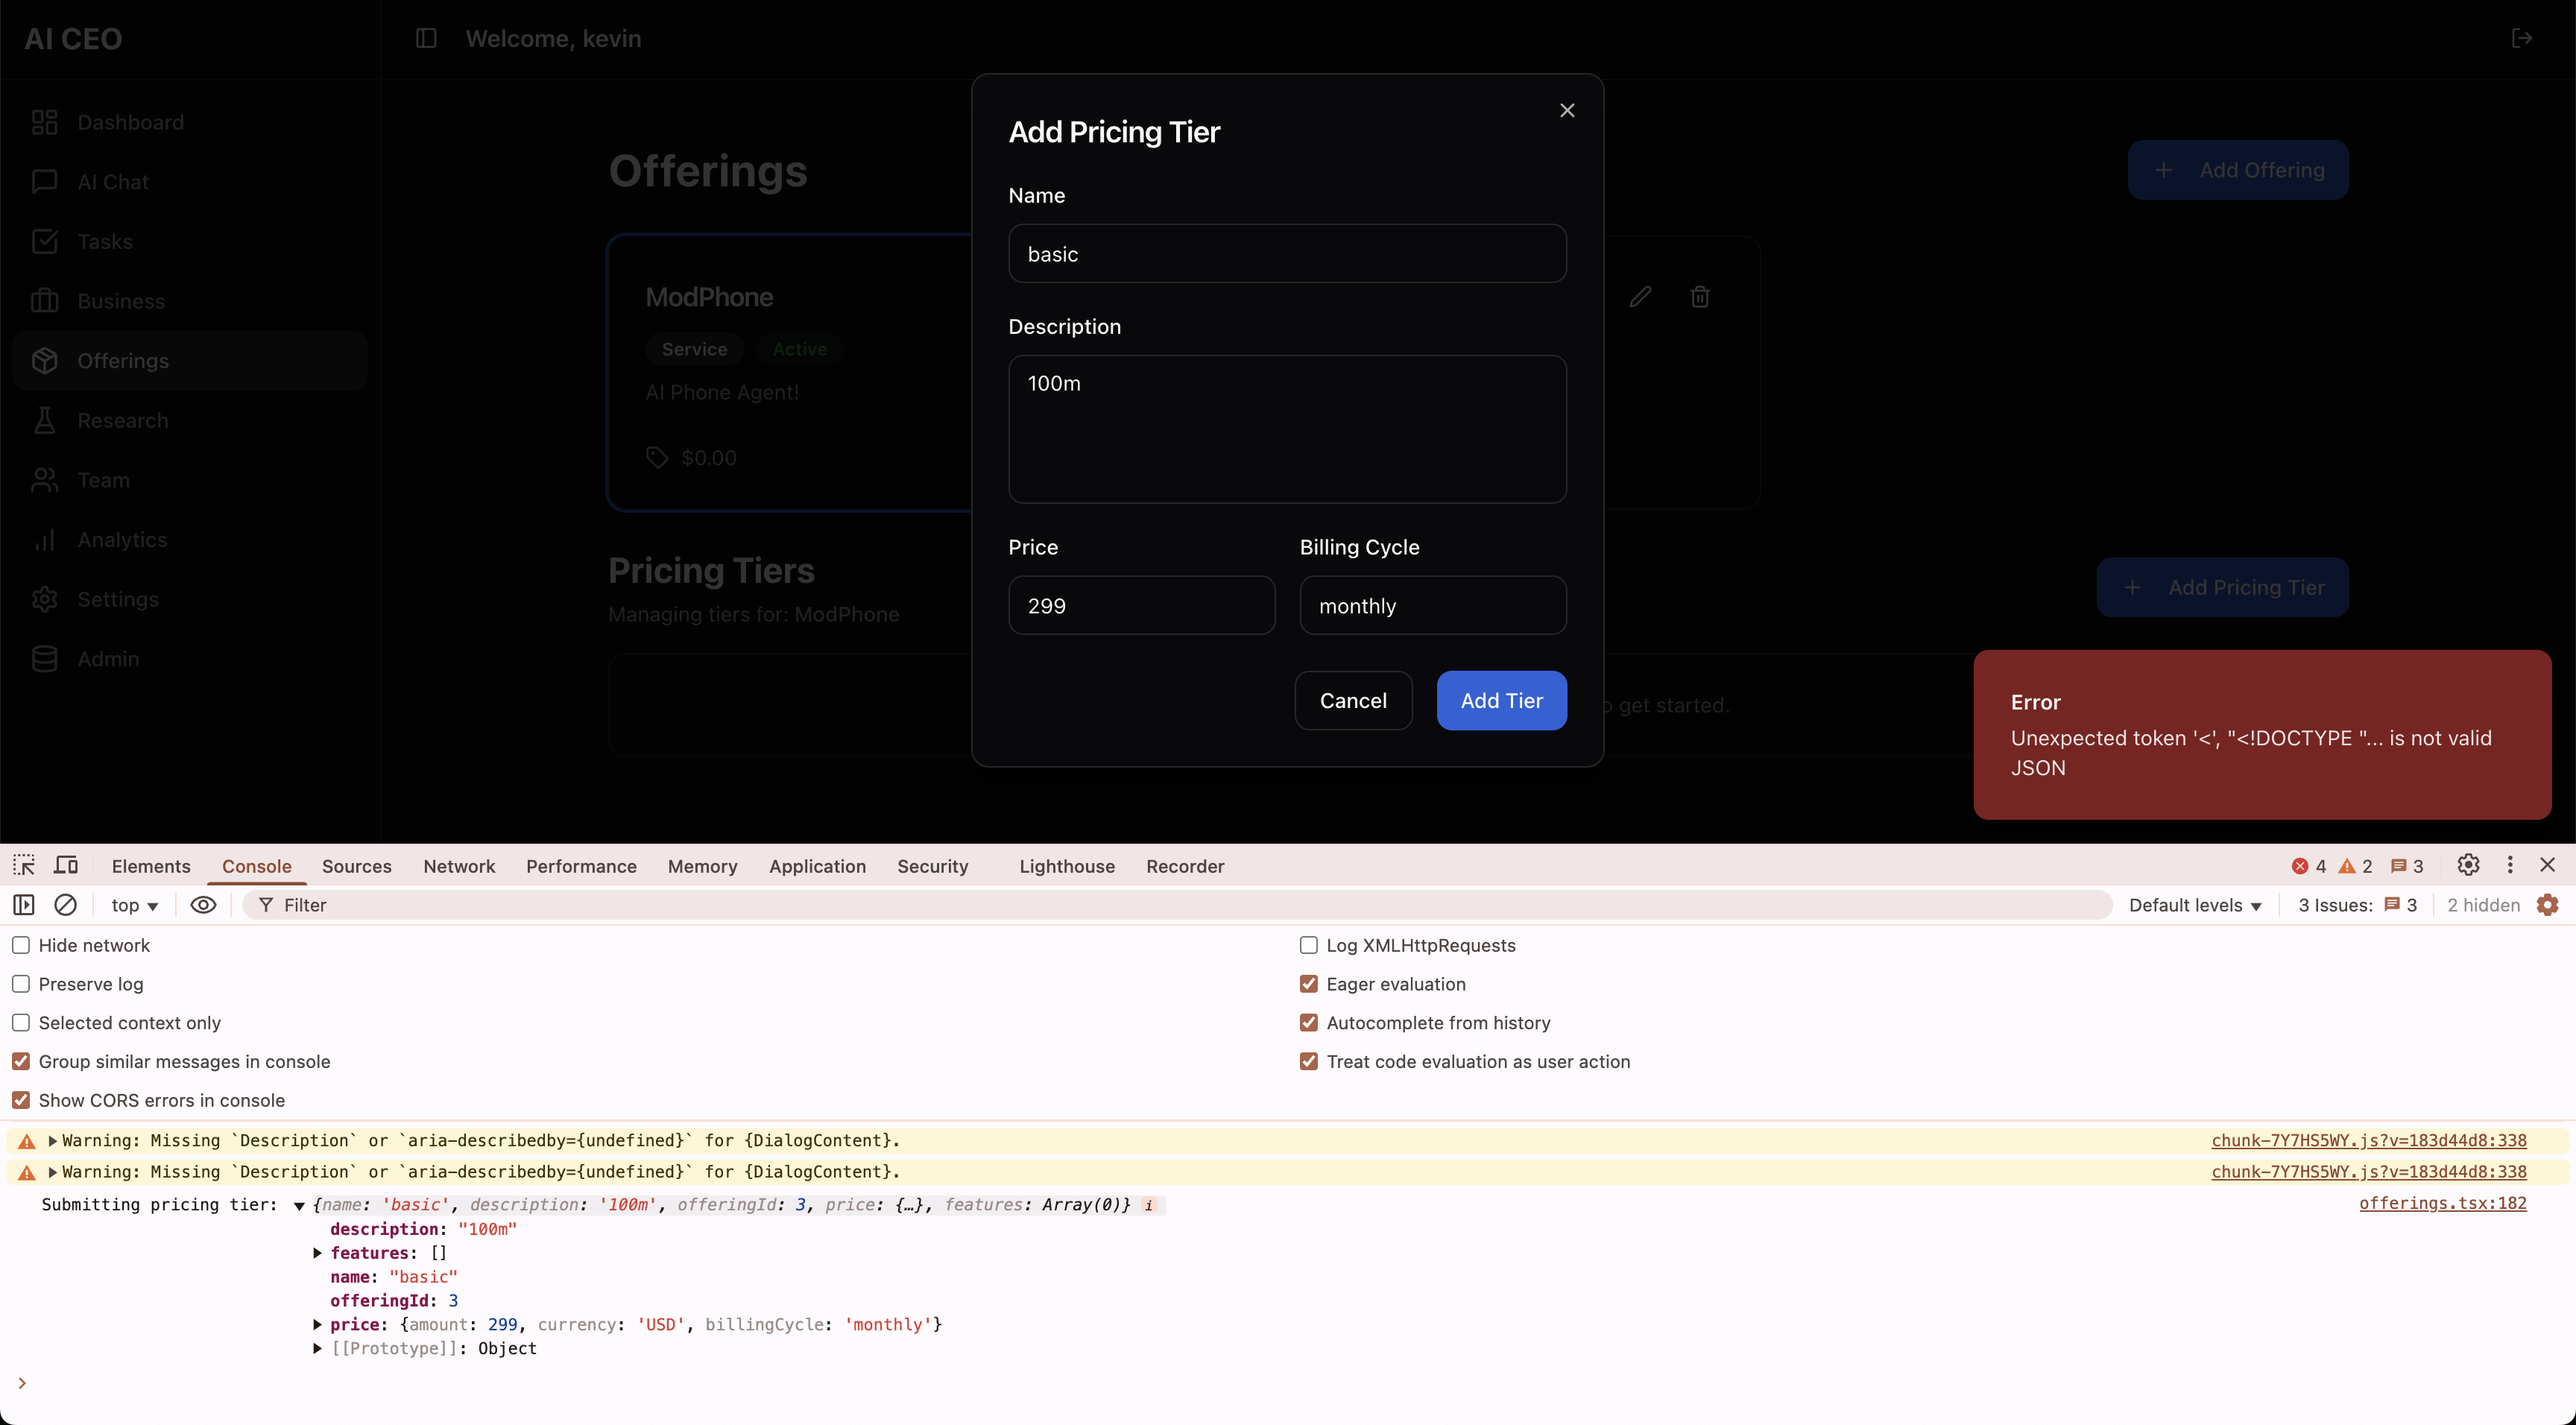 AI CEO
Welcome, kevin
Dashboard
AI Chat
Tasks
Business
Offerings
Research
Team
Analytics
Settings
Admin
Offerings
Add Offering
ModPhone
Service
Active
AI Phone Agent!
$0.00
Pricing Tiers
Managing tiers for: ModPhone
Add Pricing Tier
get started.
Add Pricing Tier
Name
basic
Description
100m
Price
Billing Cycle
299
monthly
Cancel
Add Tier
Error
Unexpected token '<', "<!DOCTYPE "... is not valid
JSON
Elements Console Sources Network Performance Memory Application Security Lighthouse Recorder 4 2 3
top Filter Default levels 3 Issues: 3 2 hidden
Hide network
Preserve log
Selected context only
Group similar messages in console
Show CORS errors in console
Log XMLHttpRequests
Eager evaluation
Autocomplete from history
Treat code evaluation as user action
Warning: Missing `Description` or `aria-describedby={undefined}` for {DialogContent}. chunk-7Y7HS5WY.js?v=183d44d8:338
Warning: Missing `Description` or `aria-describedby={undefined}` for {DialogContent}. chunk-7Y7HS5WY.js?v=183d44d8:338
Submitting pricing tier: {name: 'basic', description: '100m', offeringId: 3, price: {…}, features: Array(0)} i offerings.tsx:182
description: "100m"
features: []
name: "basic"
offeringId: 3
price: {amount: 299, currency: 'USD', billingCycle: 'monthly'}
[[Prototype]]: Object